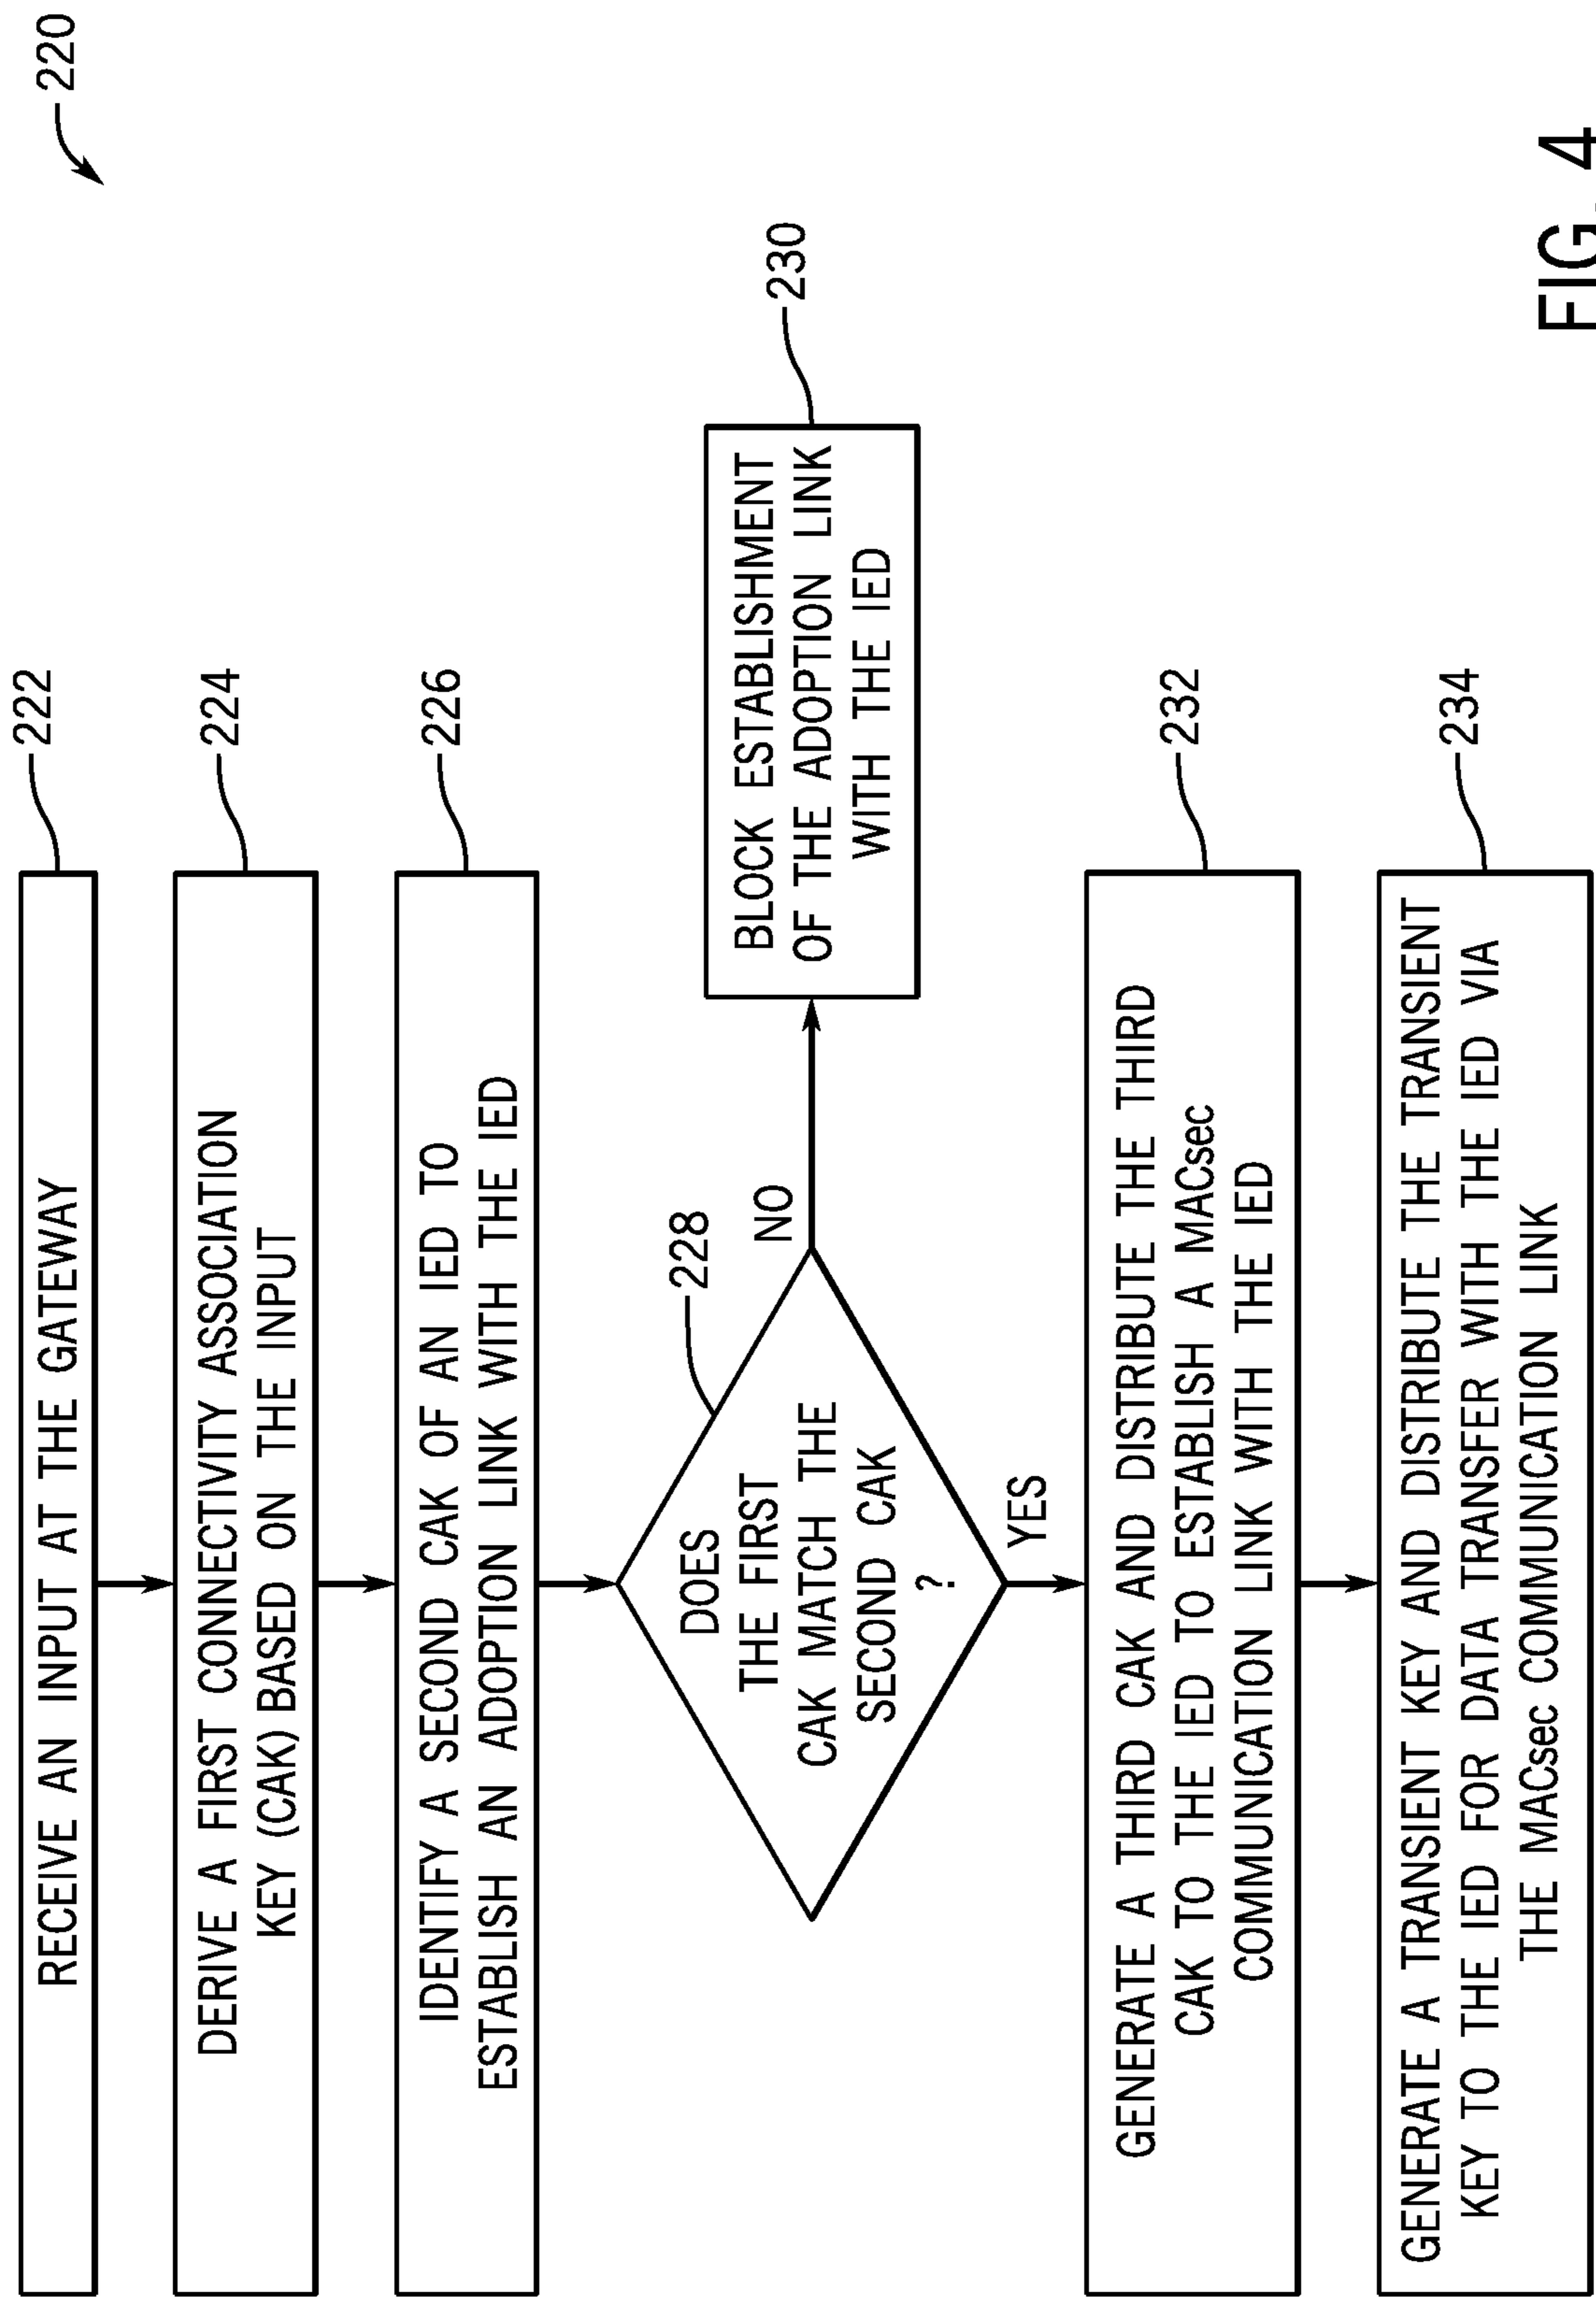 220
RECEIVE AN INPUT AT THE GATEWAY
222
DERIVE A FIRST CONNECTIVITY ASSOCIATION
KEY (CAK) BASED ON THE INPUT
224
IDENTIFY A SECOND CAK OF AN IED TO
ESTABLISH AN ADOPTION LINK WITH THE IED
226
DOES
THE FIRST
CAK MATCH THE
SECOND CAK
?
228
NO
BLOCK ESTABLISHMENT
OF THE ADOPTION LINK
WITH THE IED
230
YES
GENERATE A THIRD CAK AND DISTRIBUTE THE THIRD
CAK TO THE IED TO ESTABLISH A MACsec
COMMUNICATION LINK WITH THE IED
232
GENERATE A TRANSIENT KEY AND DISTRIBUTE THE TRANSIENT
KEY TO THE IED FOR DATA TRANSFER WITH THE IED VIA
THE MACsec COMMUNICATION LINK
234
FIG. 4